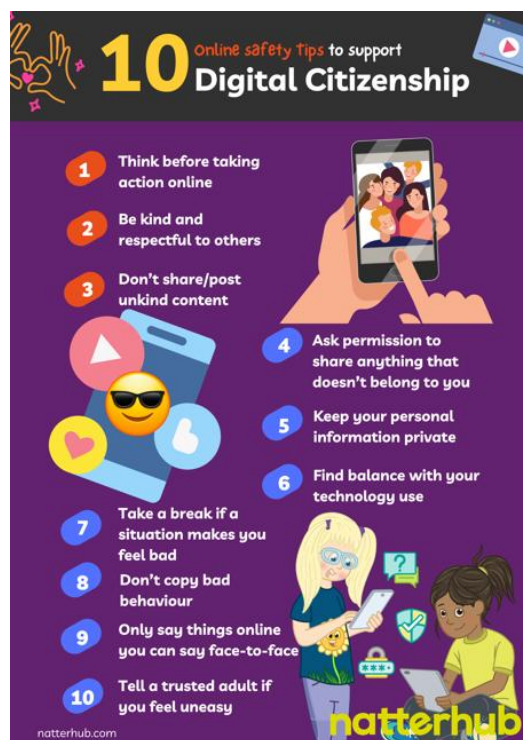 10 Online safety Tips to support
Digital Citizenship
1 Think before taking
action online
2 Be kind and
respectful to others
3 Don't share/post
unkind content
4 Ask permission to
share anything that
doesn't belong to you
5 Keep your personal
information private
6 Find balance with your
technology use
7 Take a break if a
situation makes you
feel bad
8 Don't copy bad
behaviour
9 Only say things online
you can say face-to-face
10 Tell a trusted adult if
you feel uneasy
?
***•
natterhub
natterhub.com